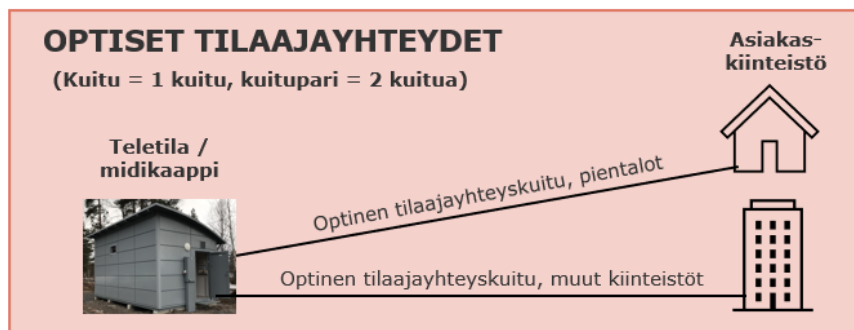 OPTISET TILAAJAYHTEYDET
(Kuitu = 1 kuitu, kuitupari = 2 kuitua)
Asiakas-
kiinteistö
Teletila /
midikaappi
Optinen tilaajayhteyskuitu, pientalot
Optinen tilaajayhteyskuitu, muut kiinteistöt